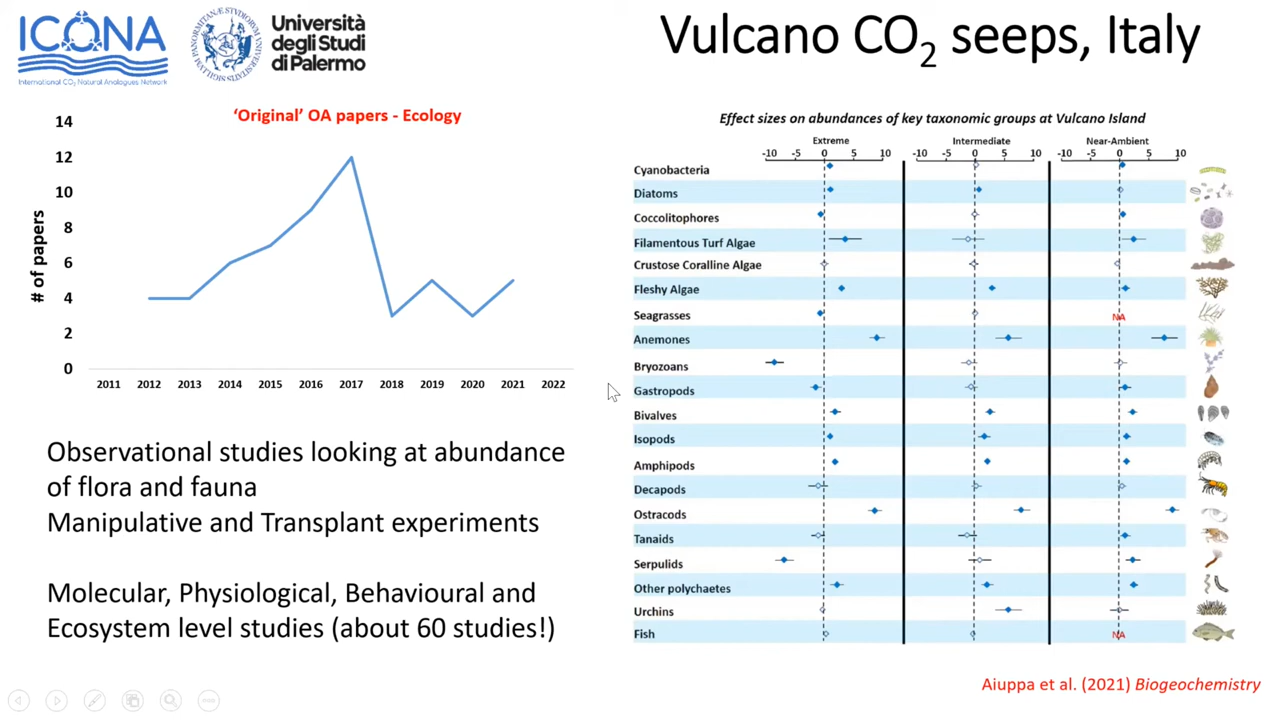 ICONA
International CO2 Natural Analogues Network
Università
degli Studi
di Palermo
Vulcano CO2 seeps, Italy
‘Original’ OA papers - Ecology
# of papers
14
12
10
8
6
4
2
0
2011 2012 2013 2014 2015 2016 2017 2018 2019 2020 2021 2022
Observational studies looking at abundance
of flora and fauna
Manipulative and Transplant experiments
Molecular, Physiological, Behavioural and
Ecosystem level studies (about 60 studies!)
Effect sizes on abundances of key taxonomic groups at Vulcano Island
Extreme Intermediate Near-Ambient
-10 -5 0 5 10 -10 -5 0 5 10 -10 -5 0 5 10
Cyanobacteria
Diatoms
Coccolitophores
Filamentous Turf Algae
Crustose Coralline Algae
Fleshy Algae
Seagrasses NA
Anemones
Bryozoans
Gastropods
Bivalves
Isopods
Amphipods
Decapods
Ostracods
Tanaids
Serpulids
Other polychaetes
Urchins
Fish NA
Aiuppa et al. (2021) Biogeochemistry